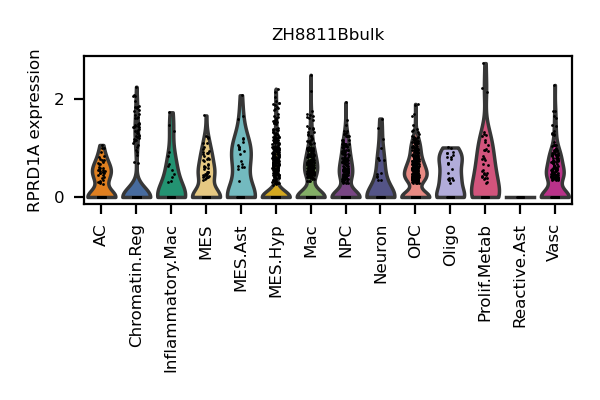 ZH8811Bbulk
RPRD1A expression
2
0
AC
Chromatin.Reg
Inflammatory.Mac
MES
MES.Ast
MES.Hyp
Mac
NPC
Neuron
OPC
Oligo
Prolif.Metab
Reactive.Ast
Vasc